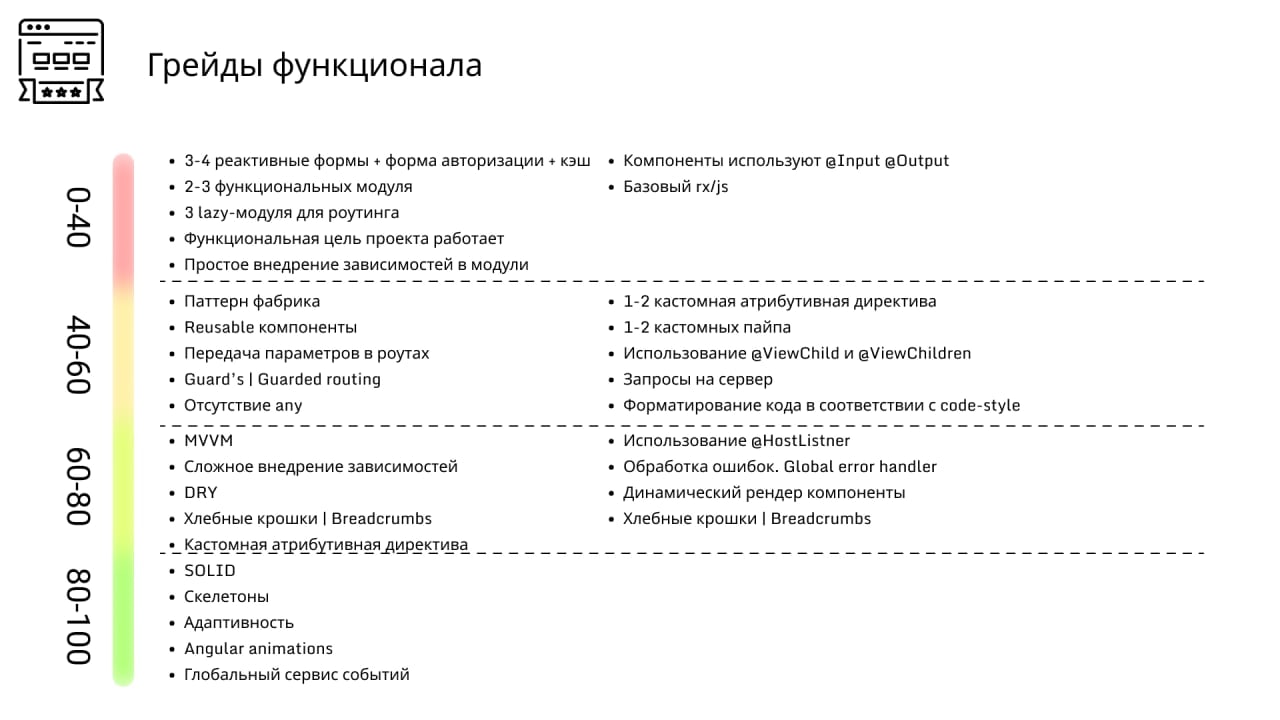 Грейды функционала
0-40
• 3-4 реактивные формы + форма авторизации + кэш
• 2-3 функциональных модуля
• 3 lazy-модуля для роутинга
• Функциональная цель проекта работает
• Простое внедрение зависимостей в модули
• Компоненты используют @Input @Output
• Базовый rx/js
40-60
• Паттерн фабрика
• Reusable компоненты
• Передача параметров в роутах
• Guard's | Guarded routing
• Отсутствие any
• 1-2 кастомная атрибутивная директива
• 1-2 кастомных пайпа
• Использование @ViewChild и @ViewChildren
• Запросы на сервер
• Форматирование кода в соответствии с code-style
60-80
• MVVM
• Сложное внедрение зависимостей
• DRY
• Хлебные крошки | Breadcrumbs
• Кастомная атрибутивная директива
• Использование @HostListner
• Обработка ошибок. Global error handler
• Динамический рендер компоненты
• Хлебные крошки | Breadcrumbs
80-100
• SOLID
• Скелетоны
• Адаптивность
• Angular animations
• Глобальный сервис событий